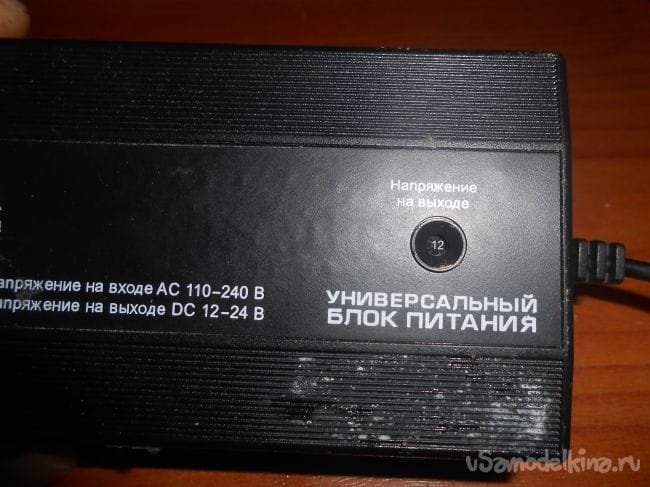 Напряжение
на выходе
12
апряжение на входе AC 110–240 В
апряжение на выходе DC 12–24 В
УНИВЕРСАЛЬНЫЙ
БЛОК ПИТАНИЯ
vSamodelkina.ru